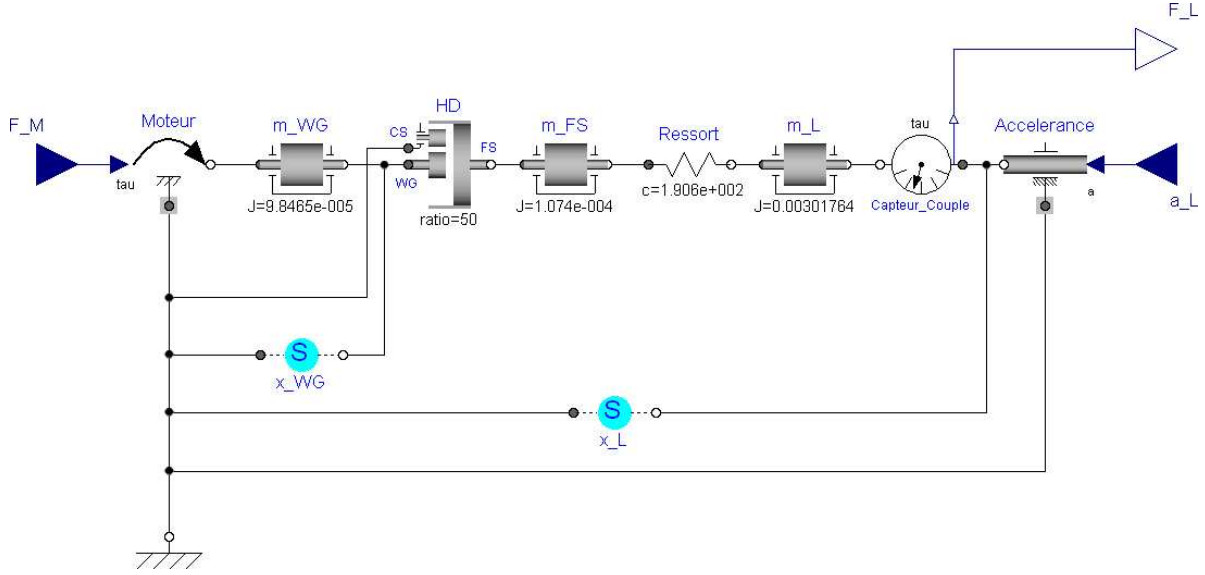 F_L
F_M
Moteur
tau
m_WG
J=9.8465e-005
HD
CS
WG
FS
ratio=50
m_FS
J=1.074e-004
Ressort
c=1.906e+002
m_L
J=0.00301764
tau
Capteur_Couple
Accelerance
a
a_L
S
x_WG
S
x_L